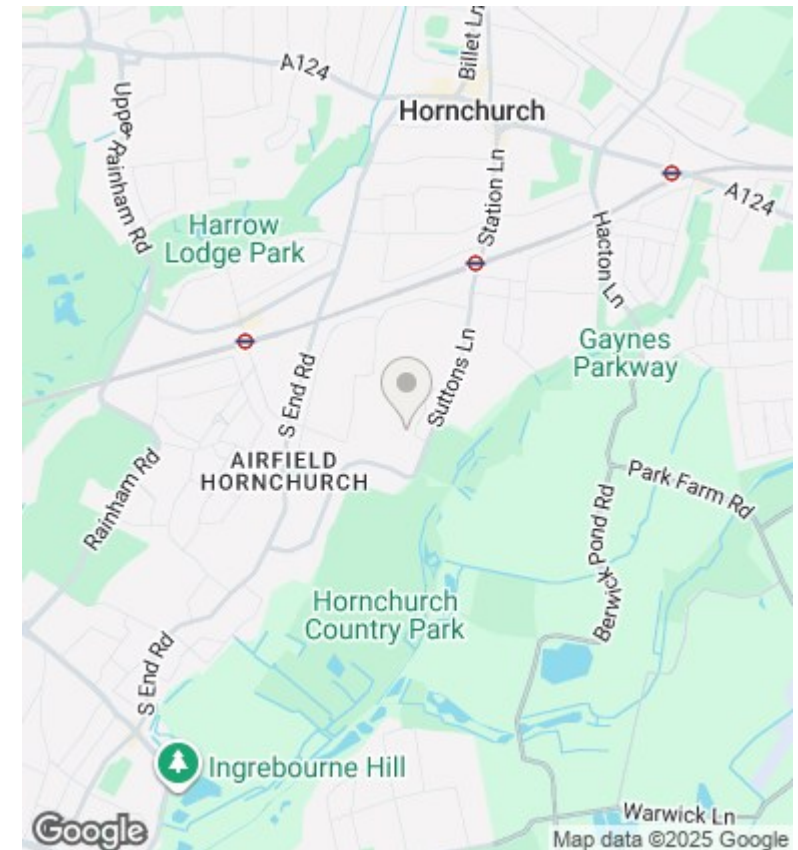 Billet Ln
A124
Hornchurch
Upper
Rainham Rd
Station Ln
A124
Harrow
Lodge Park
Hacton Ln
Gaynes
Parkway
Suttons Ln
S End Rd
AIRFIELD
HORNCHURCH
Park Farm Rd
Rainham Rd
Berwick Pond Rd
Hornchurch
Country Park
S End Rd
Ingrebourne Hill
Warwick Ln
Google
Map data ©2025 Google